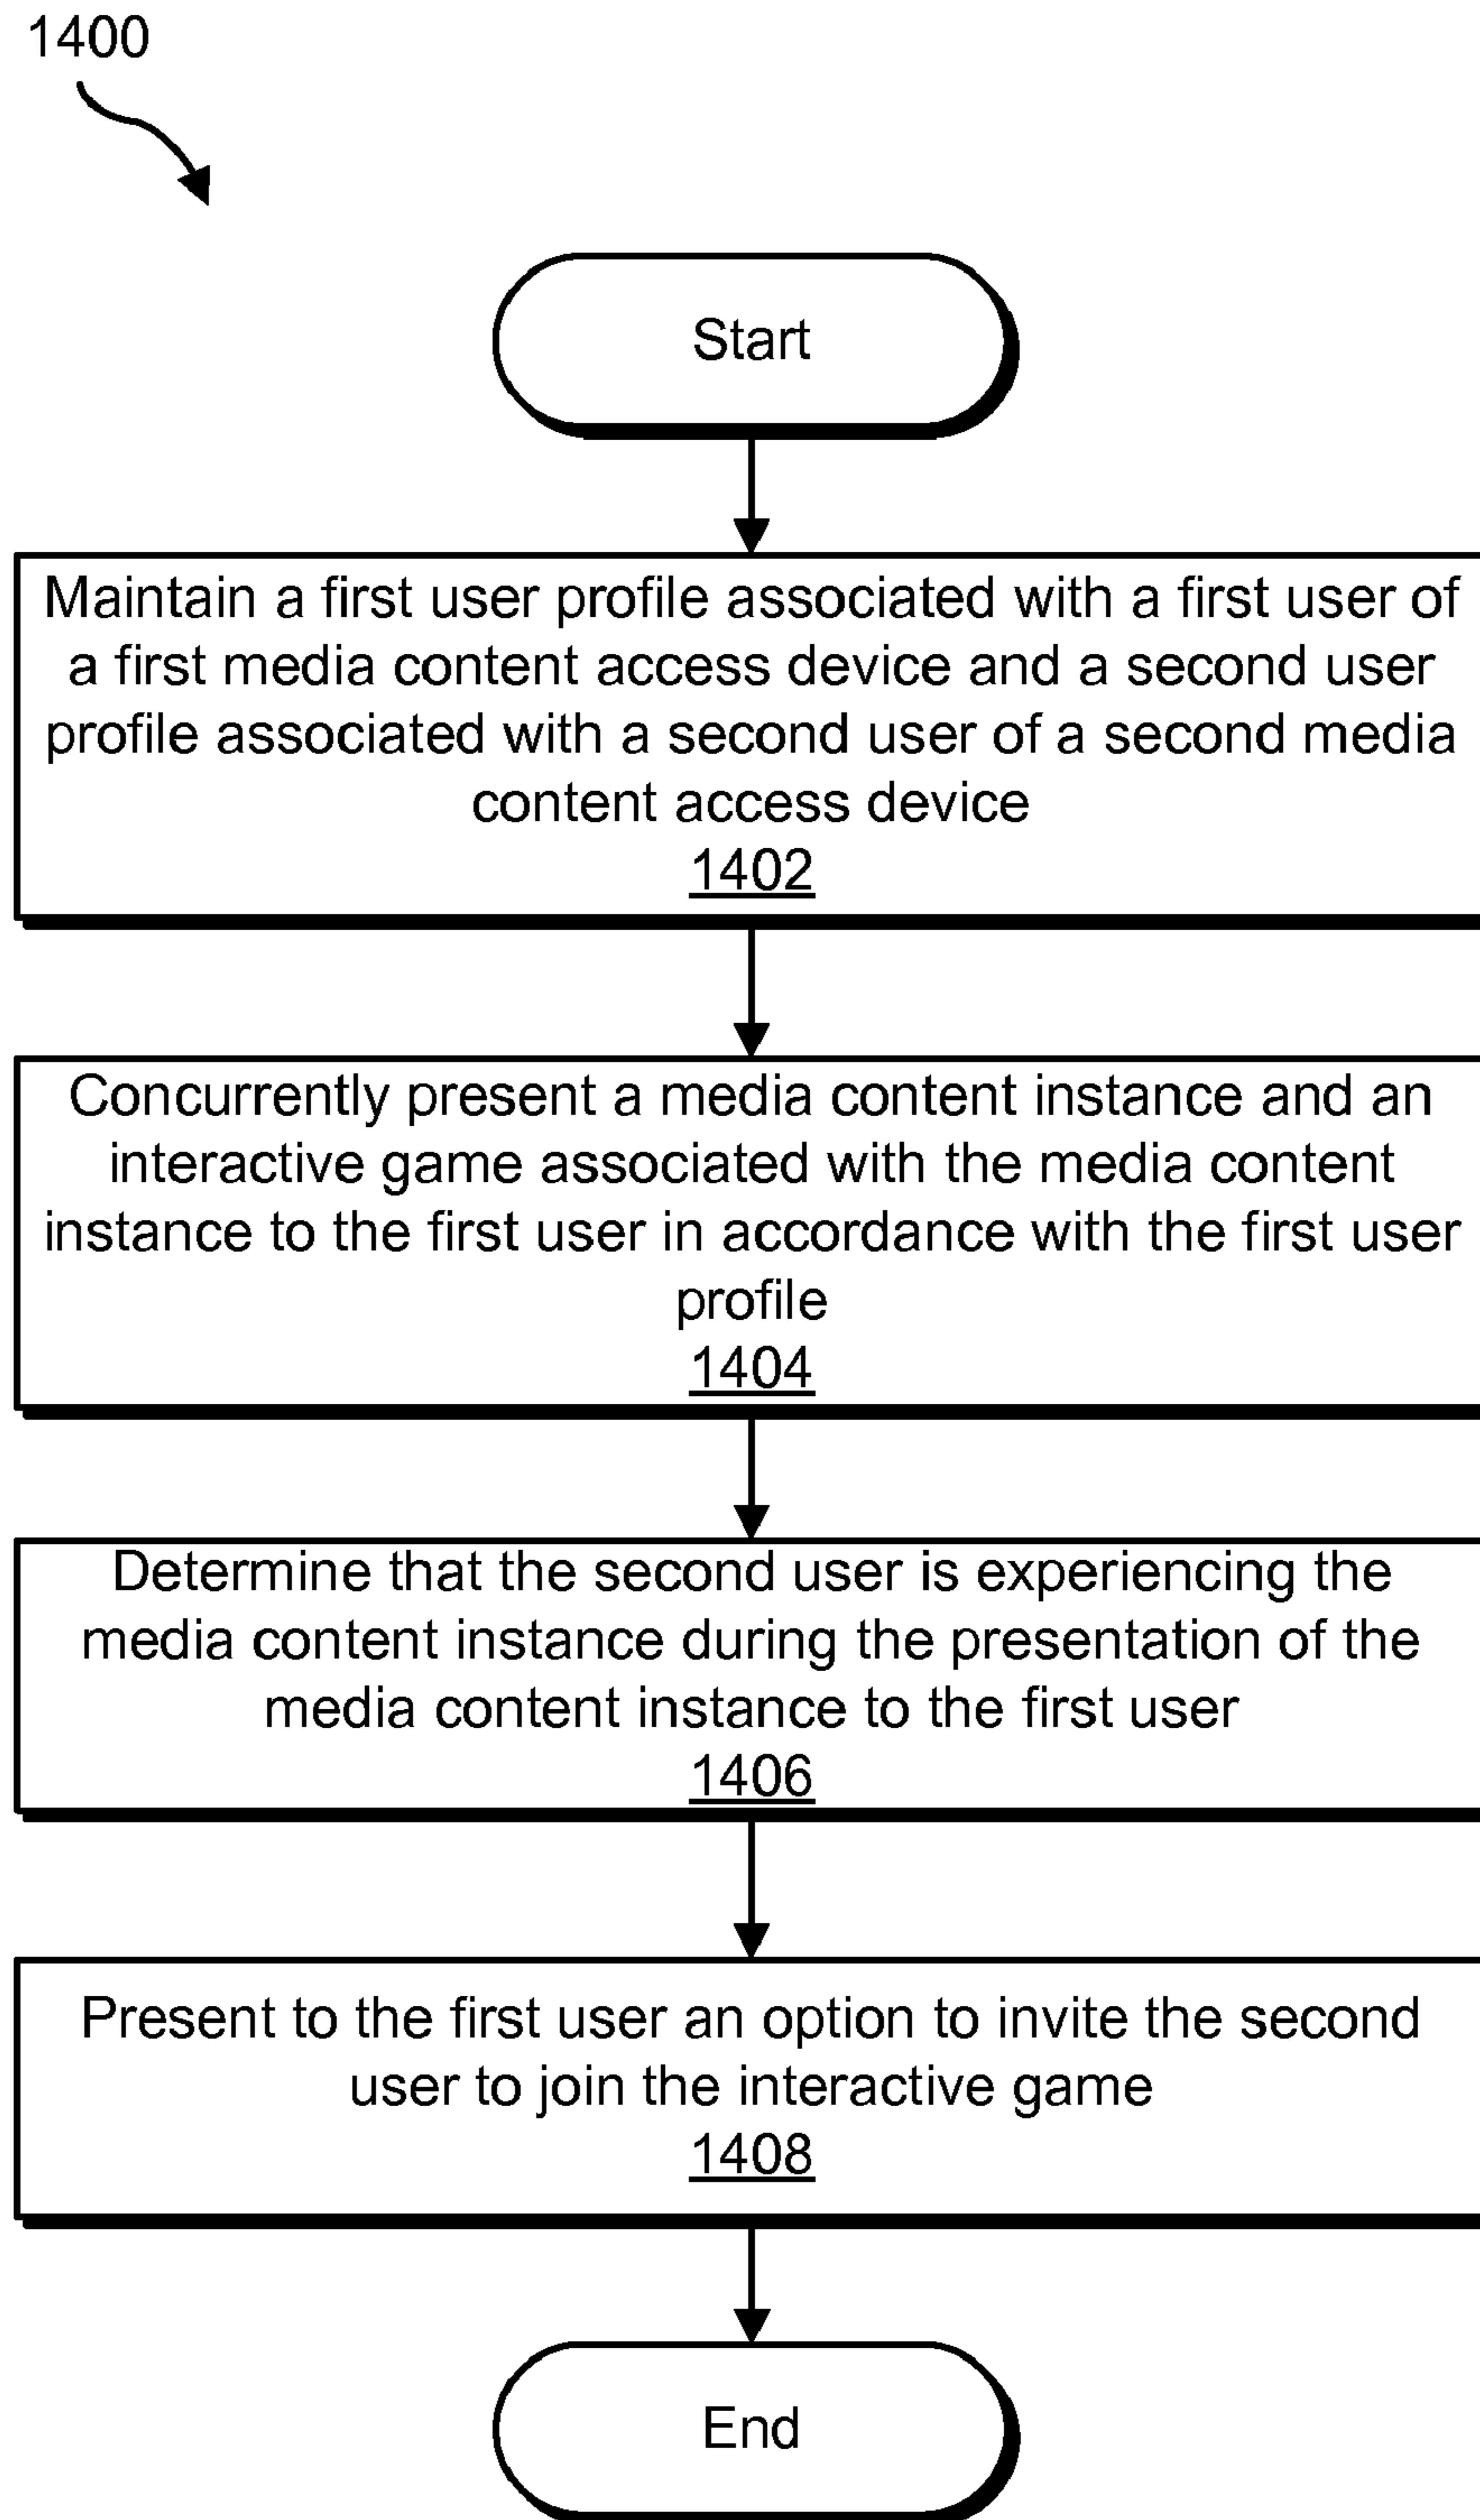 1400
Start
Maintain a first user profile associated with a first user of
a first media content access device and a second user
profile associated with a second user of a second media
content access device
1402
Concurrently present a media content instance and an
interactive game associated with the media content
instance to the first user in accordance with the first user
profile
1404
Determine that the second user is experiencing the
media content instance during the presentation of the
media content instance to the first user
1406
Present to the first user an option to invite the second
user to join the interactive game
1408
End